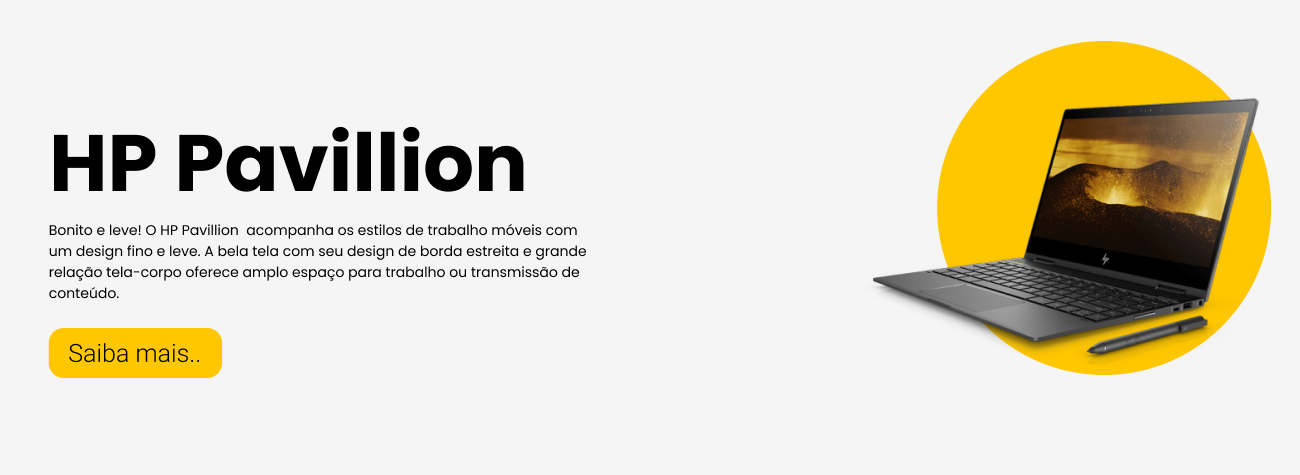 HP Pavillion
Bonito e leve! O HP Pavillion  acompanha os estilos de trabalho móveis com
um design fino e leve. A bela tela com seu design de borda estreita e grande
relação tela-corpo oferece amplo espaço para trabalho ou transmissão de
conteúdo.
Saiba mais..
hp